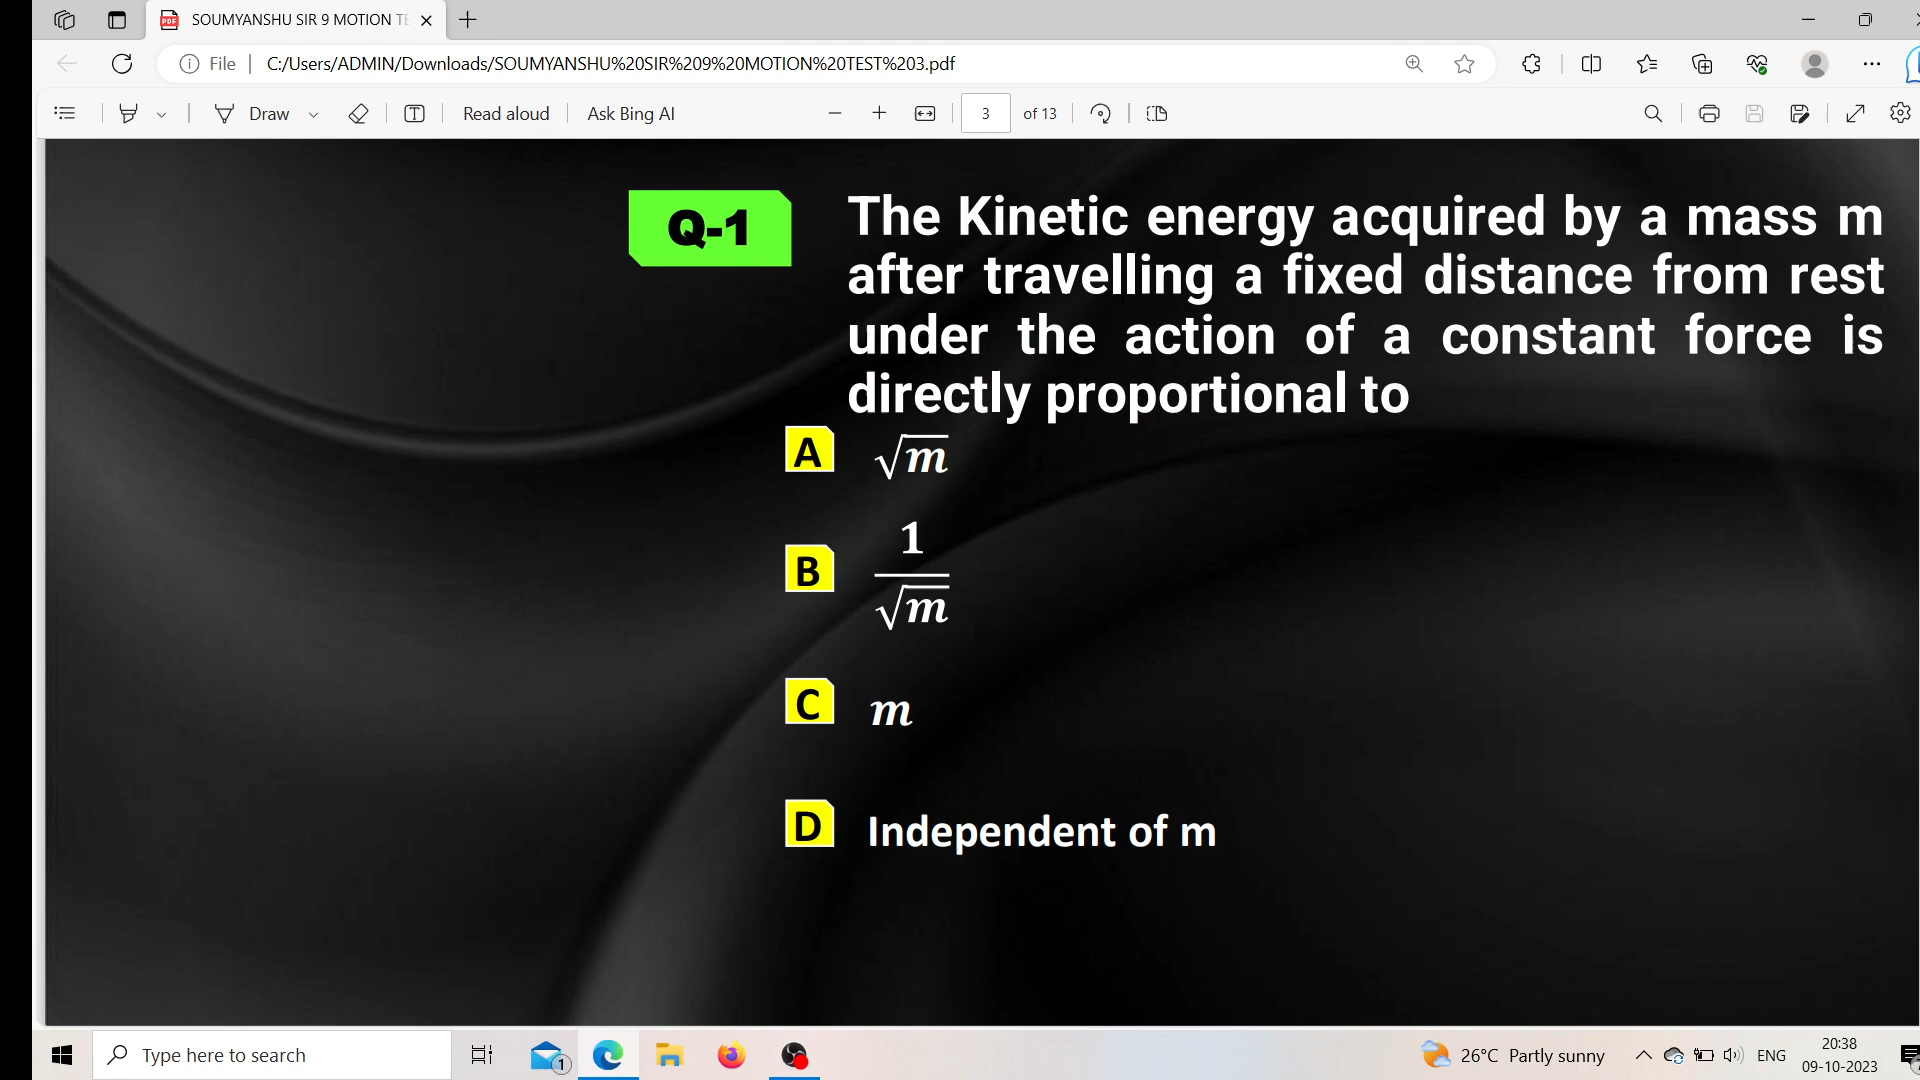 SOUMYANSHU SIR 9 MOTION TE
File
C:/Users/ADMIN/Downloads/SOUMYANSHU%20SIR%209%20MOTION%20TEST%203.pdf
Draw
Read aloud
Ask Bing AI
3
of 13
Q-1
The Kinetic energy acquired by a mass m
after travelling a fixed distance from rest
under the action of a constant force is
directly proportional to
A √m
B 1/√m
C m
D Independent of m
Type here to search
1
26°C Partly sunny
ENG
20:38
09-10-2023